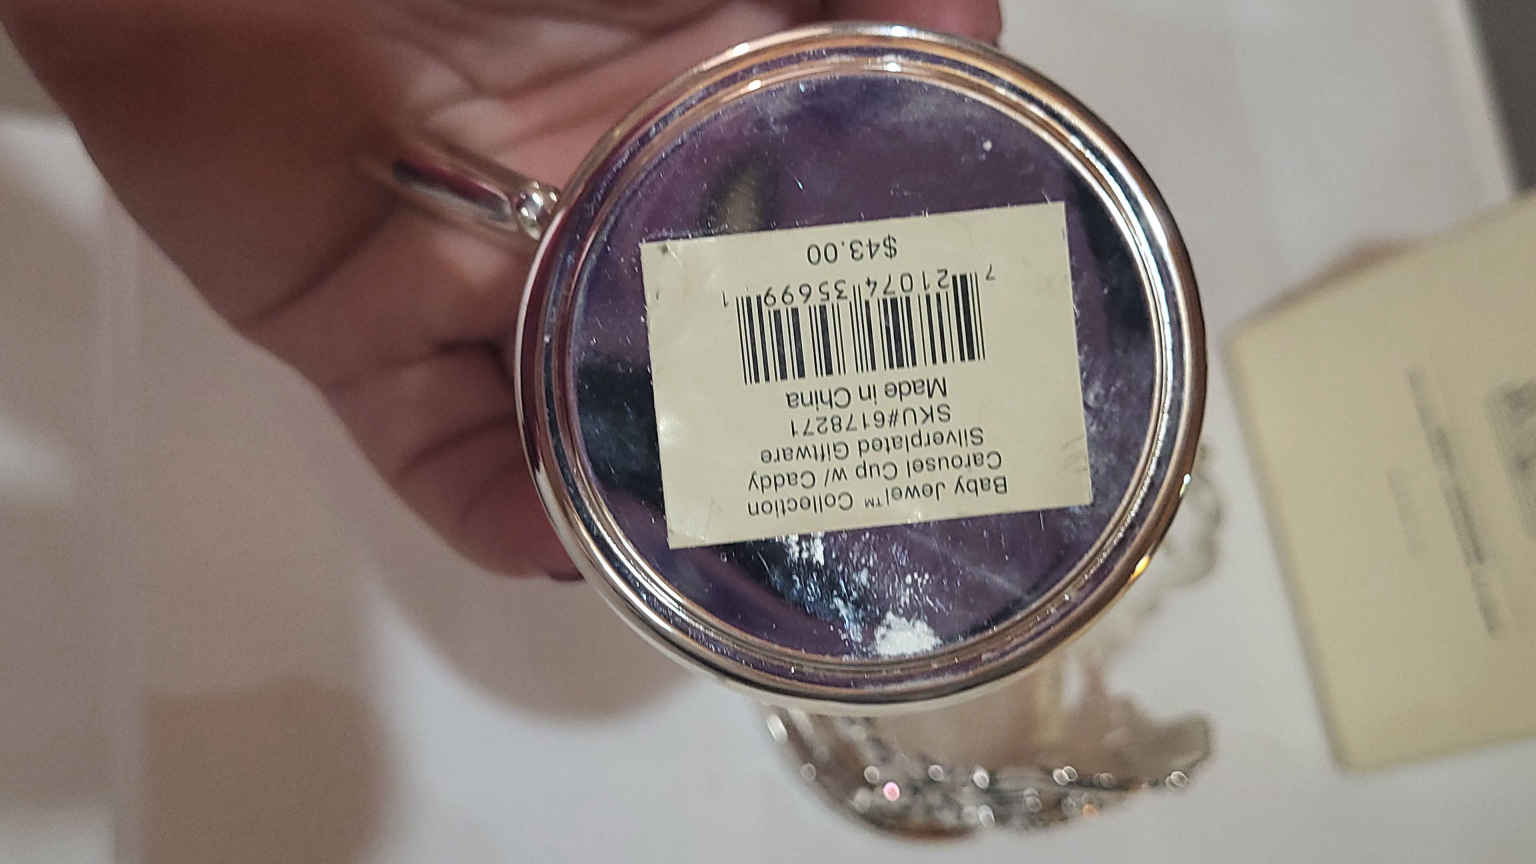 Baby Jewel™ Collection
Carousel Cup w/ Caddy
Silverplated Giftware
SKU#6178271
Made in China
7 21074 35699 1
$43.00